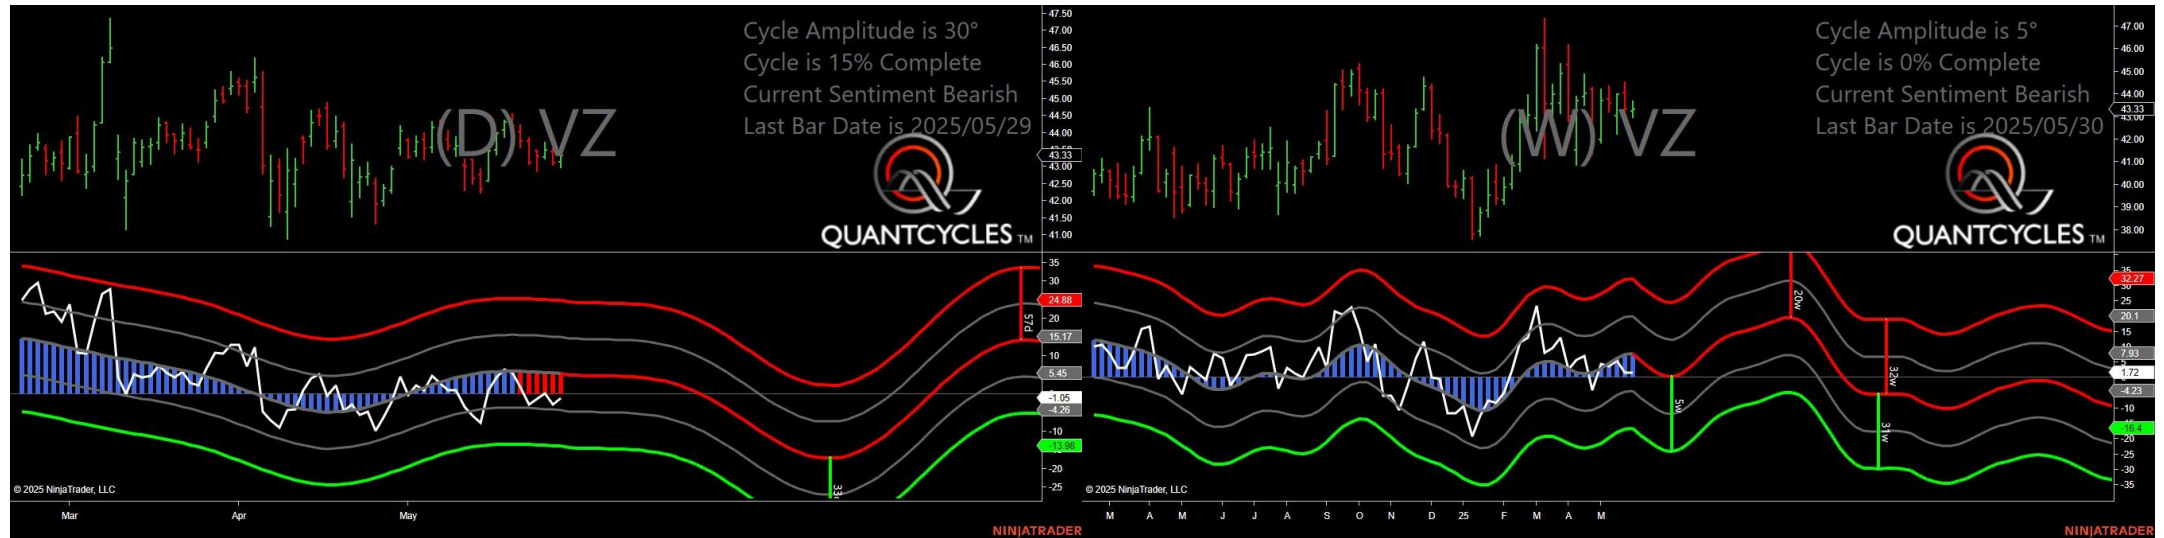 Cycle Amplitude is 30°
Cycle is 15% Complete
Current Sentiment Bearish
Last Bar Date is 2025/05/29
(D) VZ
QUANTCYCLES TM
47.50
47.00
46.50
46.00
45.50
45.00
44.50
44.00
43.33
43.00
42.50
42.00
41.50
41.00
35
30
24.88
20
15.17
10
5.45
-1.05
-4.26
-10
-13.98
-20
-25
57d
© 2025 NinjaTrader, LLC
Mar
Apr
May
NINJATRADER
Cycle Amplitude is 5°
Cycle is 0% Complete
Current Sentiment Bearish
Last Bar Date is 2025/05/30
(W) VZ
QUANTCYCLES TM
47.00
46.00
45.00
44.00
43.33
43.00
42.00
41.00
40.00
39.00
38.00
35
32.27
30
25
20.1
15
7.93
1.72
-4.23
-10
-16.4
-20
-25
-30
-35
20w
32w
5w
31w
© 2025 NinjaTrader, LLC
M A M J J A S O N D 25 F M A M
NINJATRADER